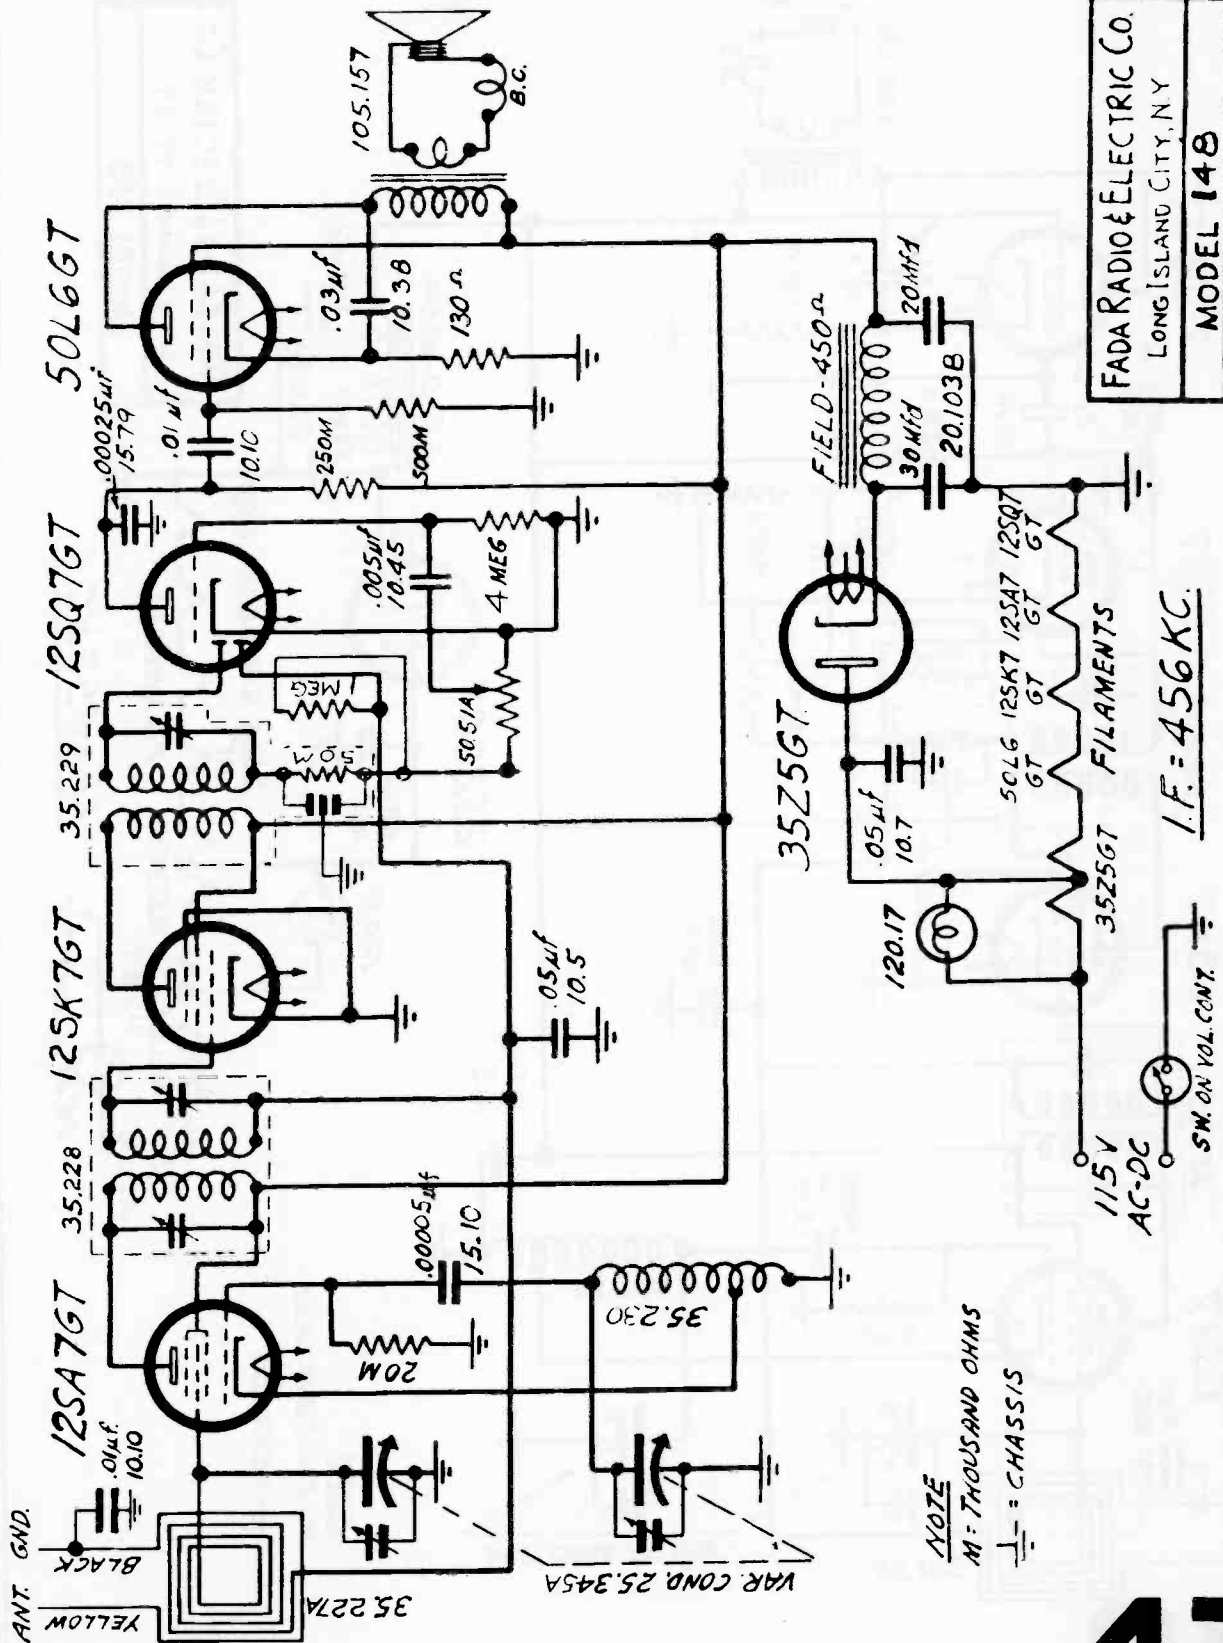 ANT. GND.
YELLOW
BLACK
.01µf.
10.10
35.227A
12SA7GT
20M
.00005µf
15.10
35.230
VAR. COND. 25.345A
35.228
12SK7GT
.05µf
10.5
35.229
50M
1 MEG
50.51A
12SQ7GT
.00025µf
15.79
.005µf
10.45
4 MEG
250M
.01µf
10.10
500M
50L6GT
.03µf
10.38
130Ω
105.157
B.C.
FIELD-450Ω
30Mfd
20Mfd
20.103B
35Z5GT
.05µf
10.7
120.17
35Z5GT
50L6 12SK7 12SA7 12SQ7
GT GT GT GT
FILAMENTS
I.F. = 456 KC.
115V
AC-DC
SW. ON VOL. CONT.
NOTE
M = THOUSAND OHMS
= CHASSIS
FADA RADIO & ELECTRIC CO.
LONG ISLAND CITY, N.Y
MODEL 148